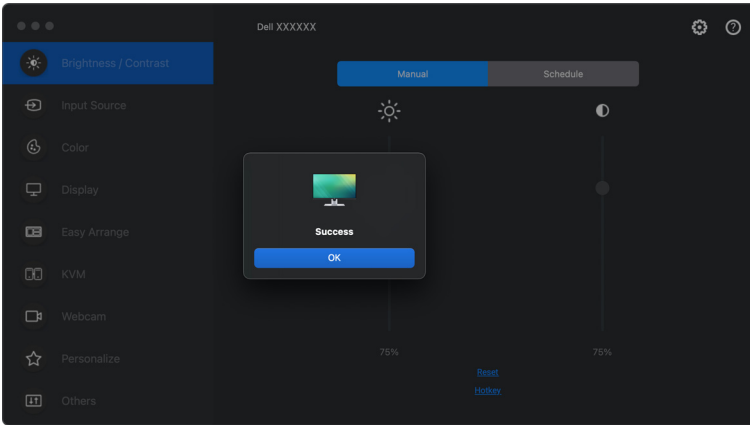 Dell XXXXXX
Brightness / Contrast
Manual
Schedule
Input Source
Color
Display
Success
Easy Arrange
OK
KVM
Webcam
75%
75%
Personalize
Reset
Hotkey
Others